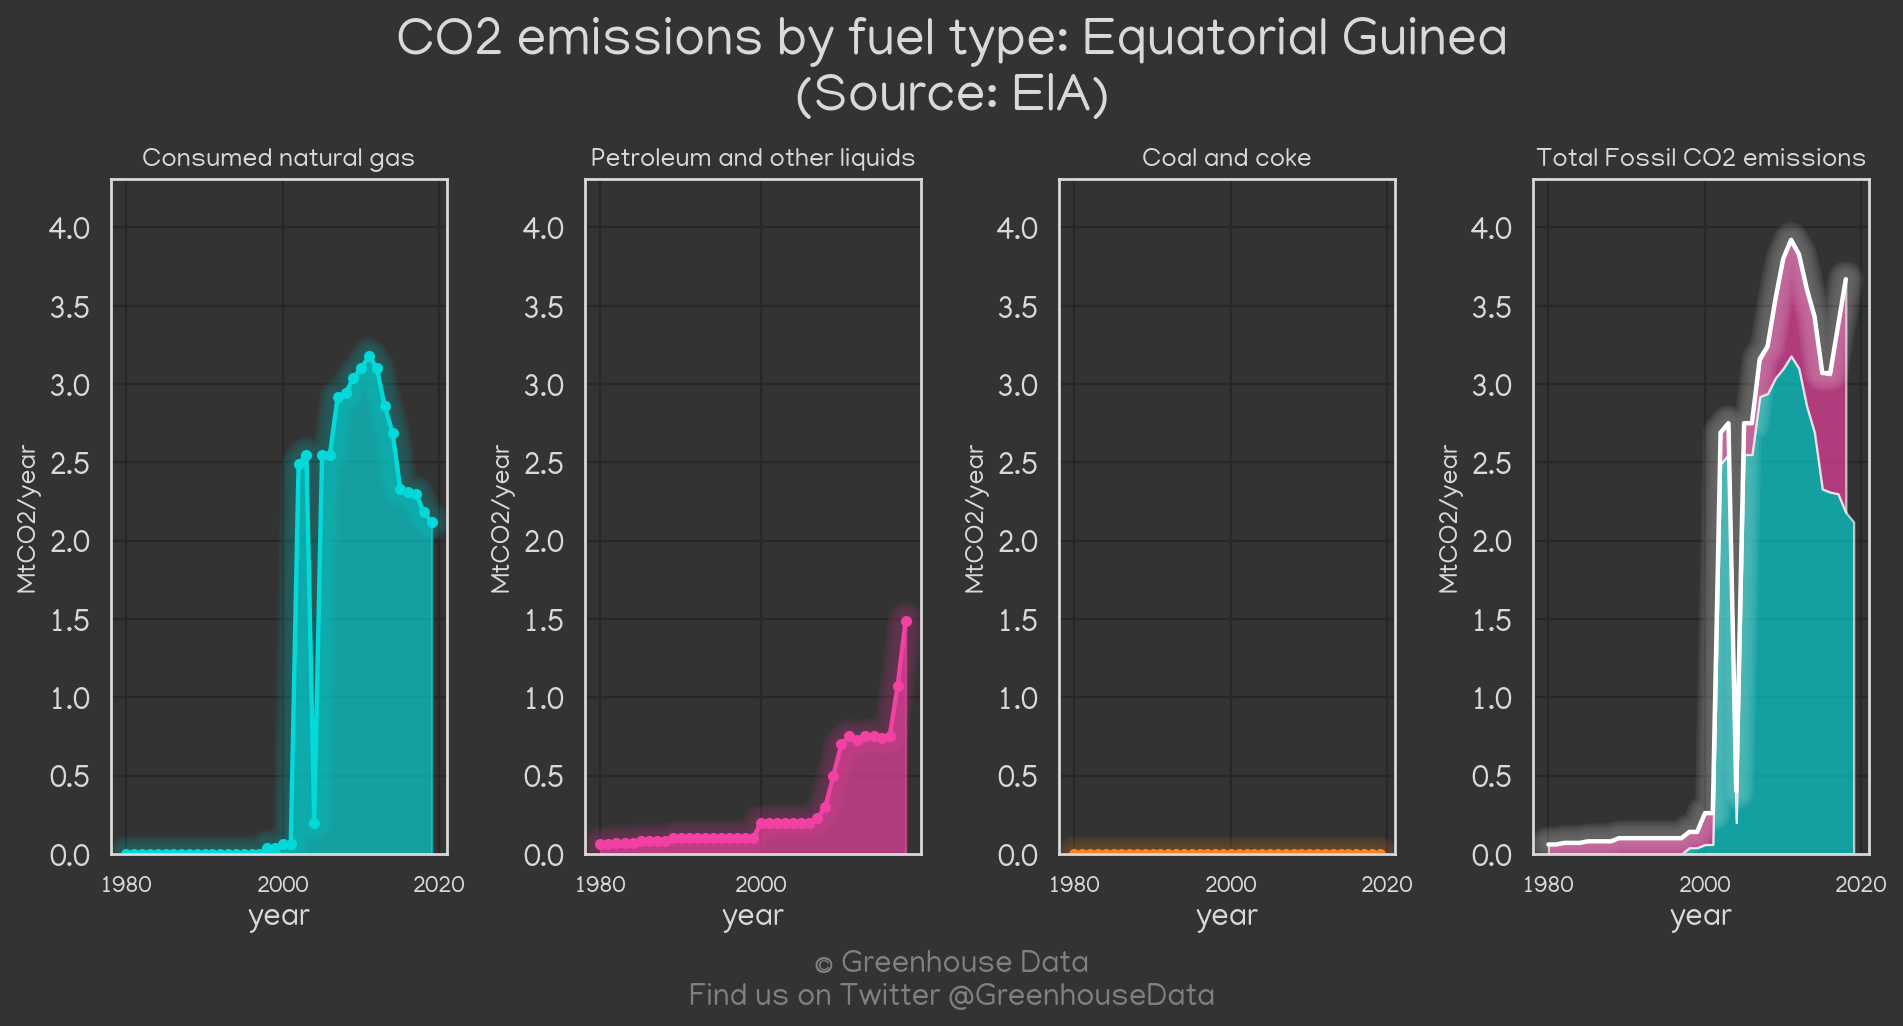 CO2 emissions by fuel type: Equatorial Guinea
(Source: EIA)
Consumed natural gas
Petroleum and other liquids
Coal and coke
Total Fossil CO2 emissions
MtCO2/year
4.0
3.5
3.0
2.5
2.0
1.5
1.0
0.5
0.0
1980 2000 2020
year
MtCO2/year
4.0
3.5
3.0
2.5
2.0
1.5
1.0
0.5
0.0
1980 2000
year
MtCO2/year
4.0
3.5
3.0
2.5
2.0
1.5
1.0
0.5
0.0
1980 2000 2020
year
MtCO2/year
4.0
3.5
3.0
2.5
2.0
1.5
1.0
0.5
0.0
1980 2000 2020
year
© Greenhouse Data
Find us on Twitter @GreenhouseData